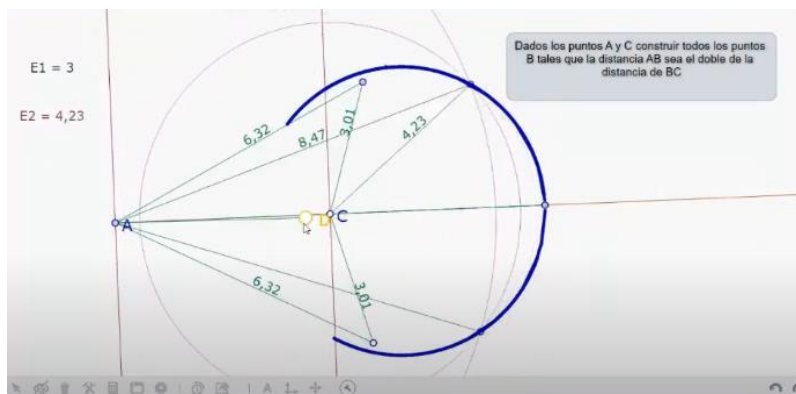 Dados los puntos A y C construir todos los puntos
B tales que la distancia AB sea el doble de la
distancia de BC
E1 = 3
E2 = 4,23
6,32
8,47
3,01
4,23
A
D
C
6,32
3,01
A